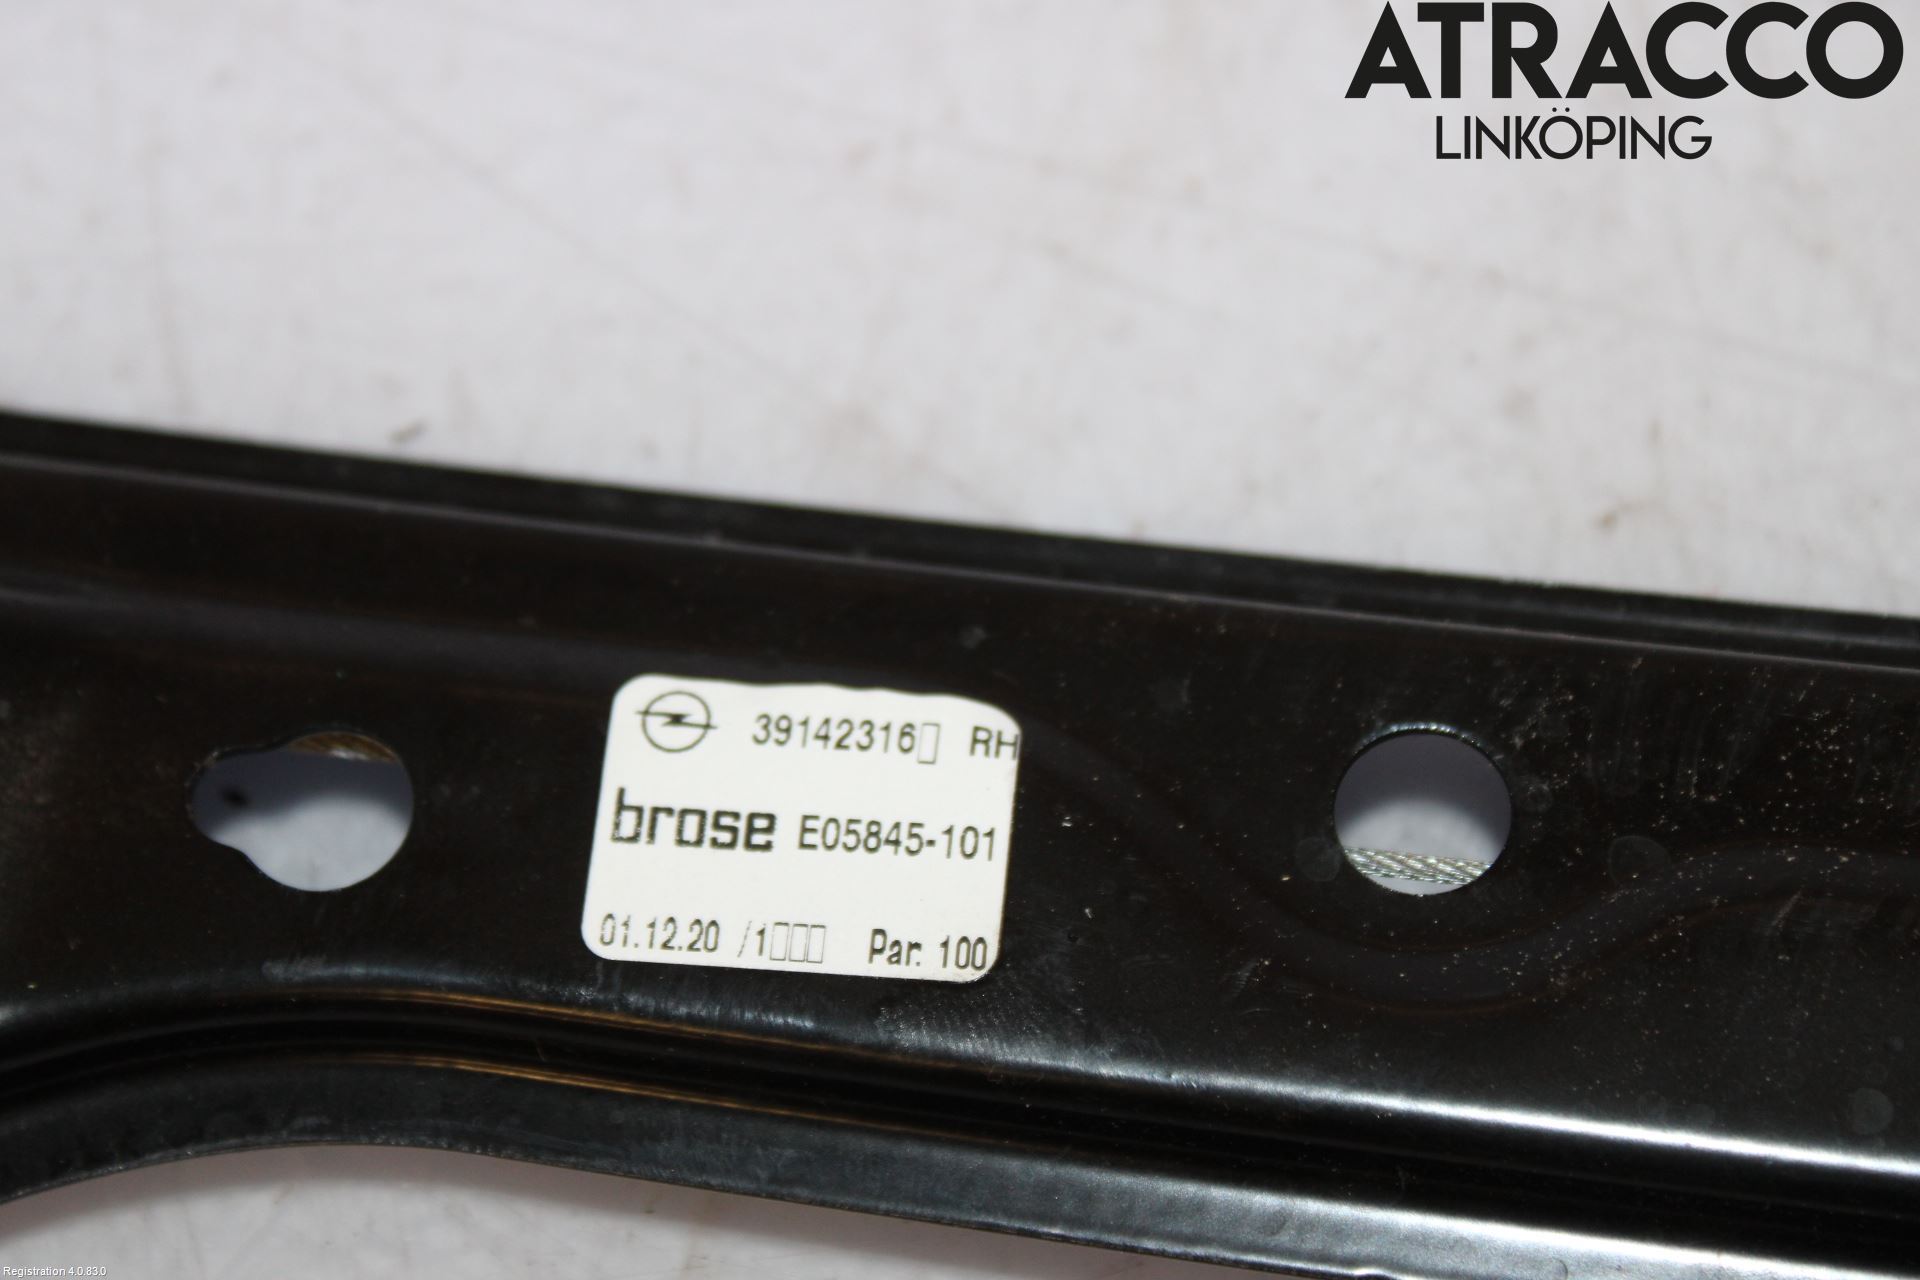 ATRACCO
LINKÖPING
39142316▯ RH
brose E05845-101
01.12.20 /1▯▯▯ Par. 100
Registration 4.0.83.0